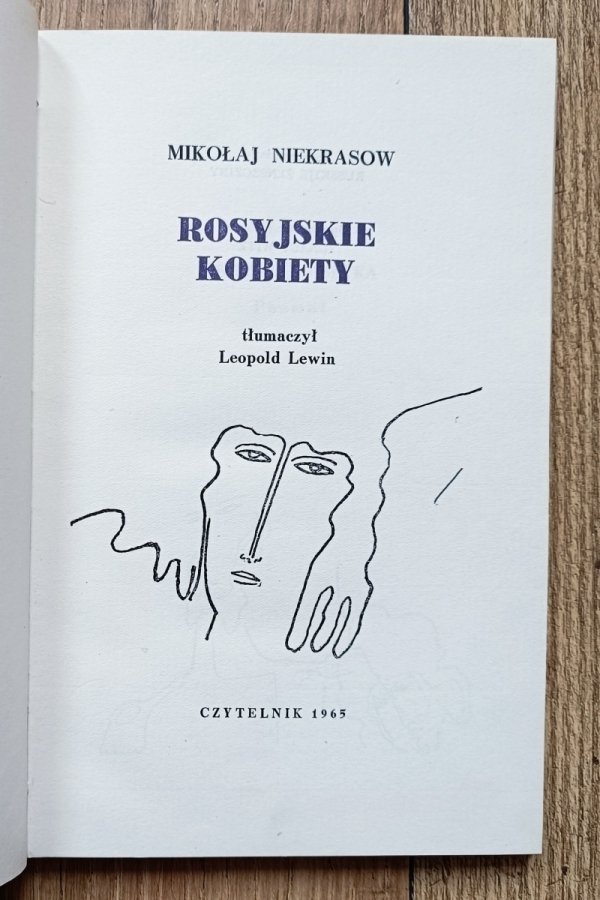 MIKOŁAJ NIEKRASOW
ROSYJSKIE
KOBIETY
tłumaczył
Leopold Lewin
CZYTELNIK 1965